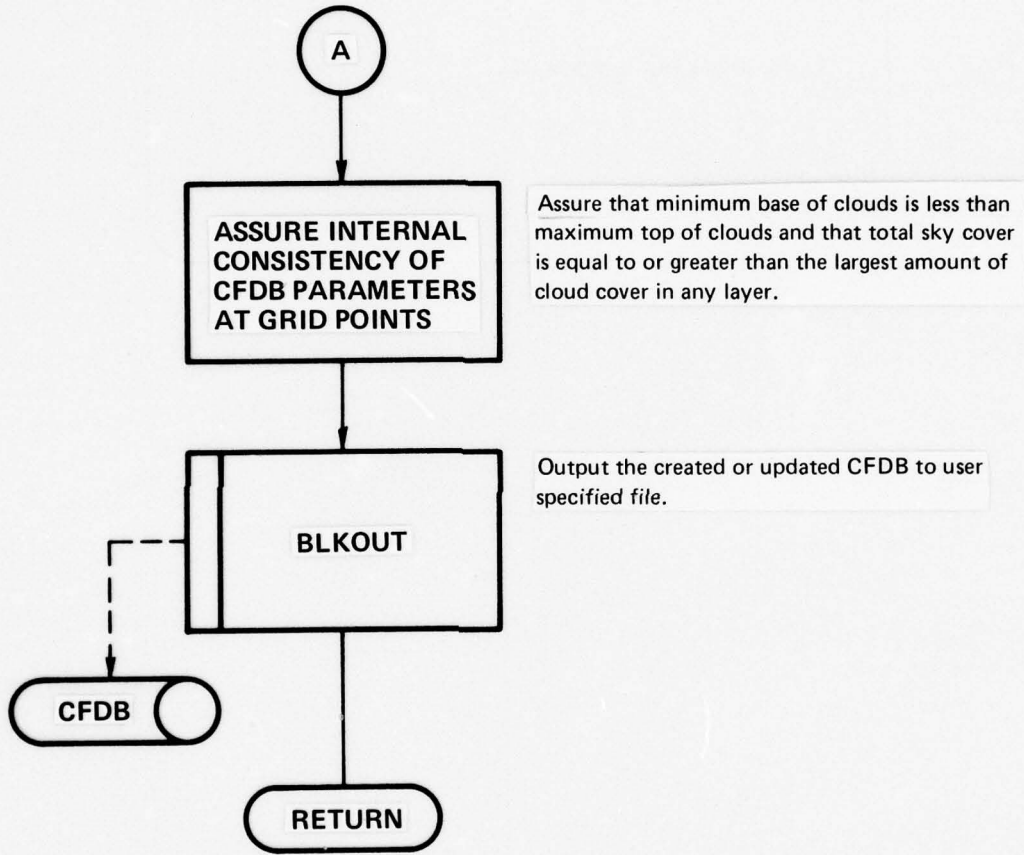 A
ASSURE INTERNAL
CONSISTENCY OF
CFDB PARAMETERS
AT GRID POINTS
Assure that minimum base of clouds is less than
maximum top of clouds and that total sky cover
is equal to or greater than the largest amount of
cloud cover in any layer.
BLKOUT
Output the created or updated CFDB to user
specified file.
CFDB
RETURN